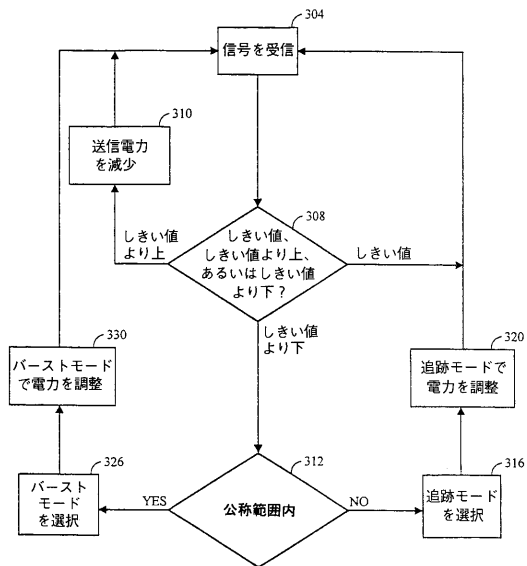 304
信号を受信
310
送信電力
を減少
308
しきい値、
しきい値より上、
あるいはしきい値
より下？
しきい値
より上
しきい値
しきい値
より下
330
バーストモード
で電力を調整
320
追跡モードで
電力を調整
326
バースト
モード
を選択
312
公称範囲内
YES
NO
316
追跡モード
を選択